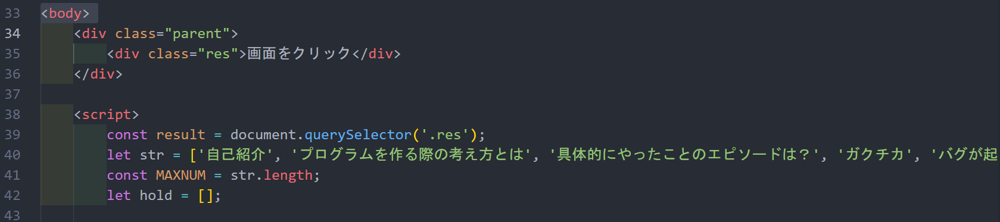 33 <body>
34 <div class="parent">
35 <div class="res">画面をクリック</div>
36 </div>
37
38 <script>
39 const result = document.querySelector('.res');
40 let str = ['自己紹介', 'プログラムを作る際の考え方とは', '具体的にやったことのエピソードは？', 'ガクチカ', 'バグが起
41 const MAXNUM = str.length;
42 let hold = [];
43